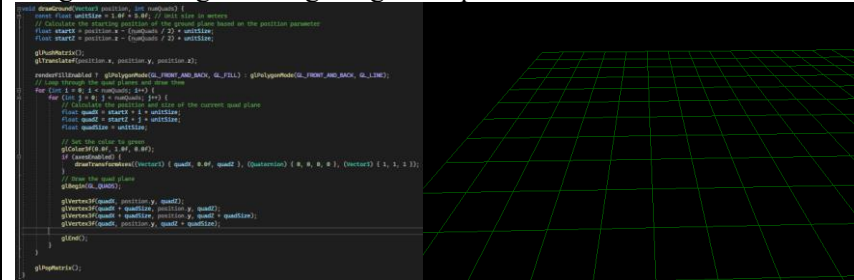 void drawGround(Vector3 position, int numQuads) {
const float unitSize = 1.0f * 3.0f; // Unit size in meters
// Calculate the starting position of the ground plane based on the position parameter
float startX = position.x - (numQuads / 2) * unitSize;
float startZ = position.z - (numQuads / 2) * unitSize;
glPushMatrix();
glTranslatef(position.x, position.y, position.z);
renderFillEnabled ? glPolygonMode(GL_FRONT_AND_BACK, GL_FILL) : glPolygonMode(GL_FRONT_AND_BACK, GL_LINE);
// Loop through the quad planes and draw them
for (int i = 0; i < numQuads; i++) {
for (int j = 0; j < numQuads; j++) {
// Calculate the position and size of the current quad plane
float quadX = startX + i * unitSize;
float quadZ = startZ + j * unitSize;
float quadSize = unitSize;
// Set the color to green
glColor3f(0.0f, 1.0f, 0.0f);
if (axesEnabled) {
drawTransformAxes((Vector3) { quadX, 0.0f, quadZ }, (Quaternion) { 0, 0, 0, 0 }, (Vector3) { 1, 1, 1 });
}
// Draw the quad plane
glBegin(GL_QUADS);
glVertex3f(quadX, position.y, quadZ);
glVertex3f(quadX + quadSize, position.y, quadZ);
glVertex3f(quadX + quadSize, position.y, quadZ + quadSize);
glVertex3f(quadX, position.y, quadZ + quadSize);
glEnd();
}
}
glPopMatrix();
}